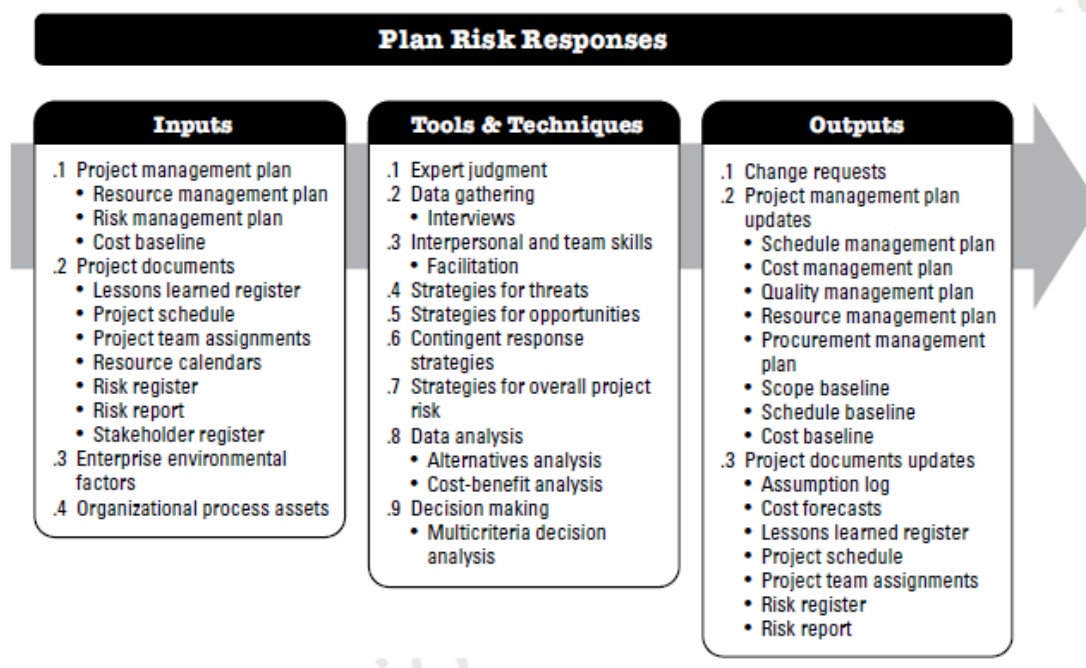 Plan Risk Responses
Inputs
.1 Project management plan
• Resource management plan
• Risk management plan
• Cost baseline
.2 Project documents
• Lessons learned register
• Project schedule
• Project team assignments
• Resource calendars
• Risk register
• Risk report
• Stakeholder register
.3 Enterprise environmental
factors
.4 Organizational process assets
Tools & Techniques
.1 Expert judgment
.2 Data gathering
• Interviews
.3 Interpersonal and team skills
• Facilitation
.4 Strategies for threats
.5 Strategies for opportunities
.6 Contingent response
strategies
.7 Strategies for overall project
risk
.8 Data analysis
• Alternatives analysis
• Cost-benefit analysis
.9 Decision making
• Multicriteria decision
analysis
Outputs
.1 Change requests
.2 Project management plan
updates
• Schedule management plan
• Cost management plan
• Quality management plan
• Resource management plan
• Procurement management
plan
• Scope baseline
• Schedule baseline
• Cost baseline
.3 Project documents updates
• Assumption log
• Cost forecasts
• Lessons learned register
• Project schedule
• Project team assignments
• Risk register
• Risk report